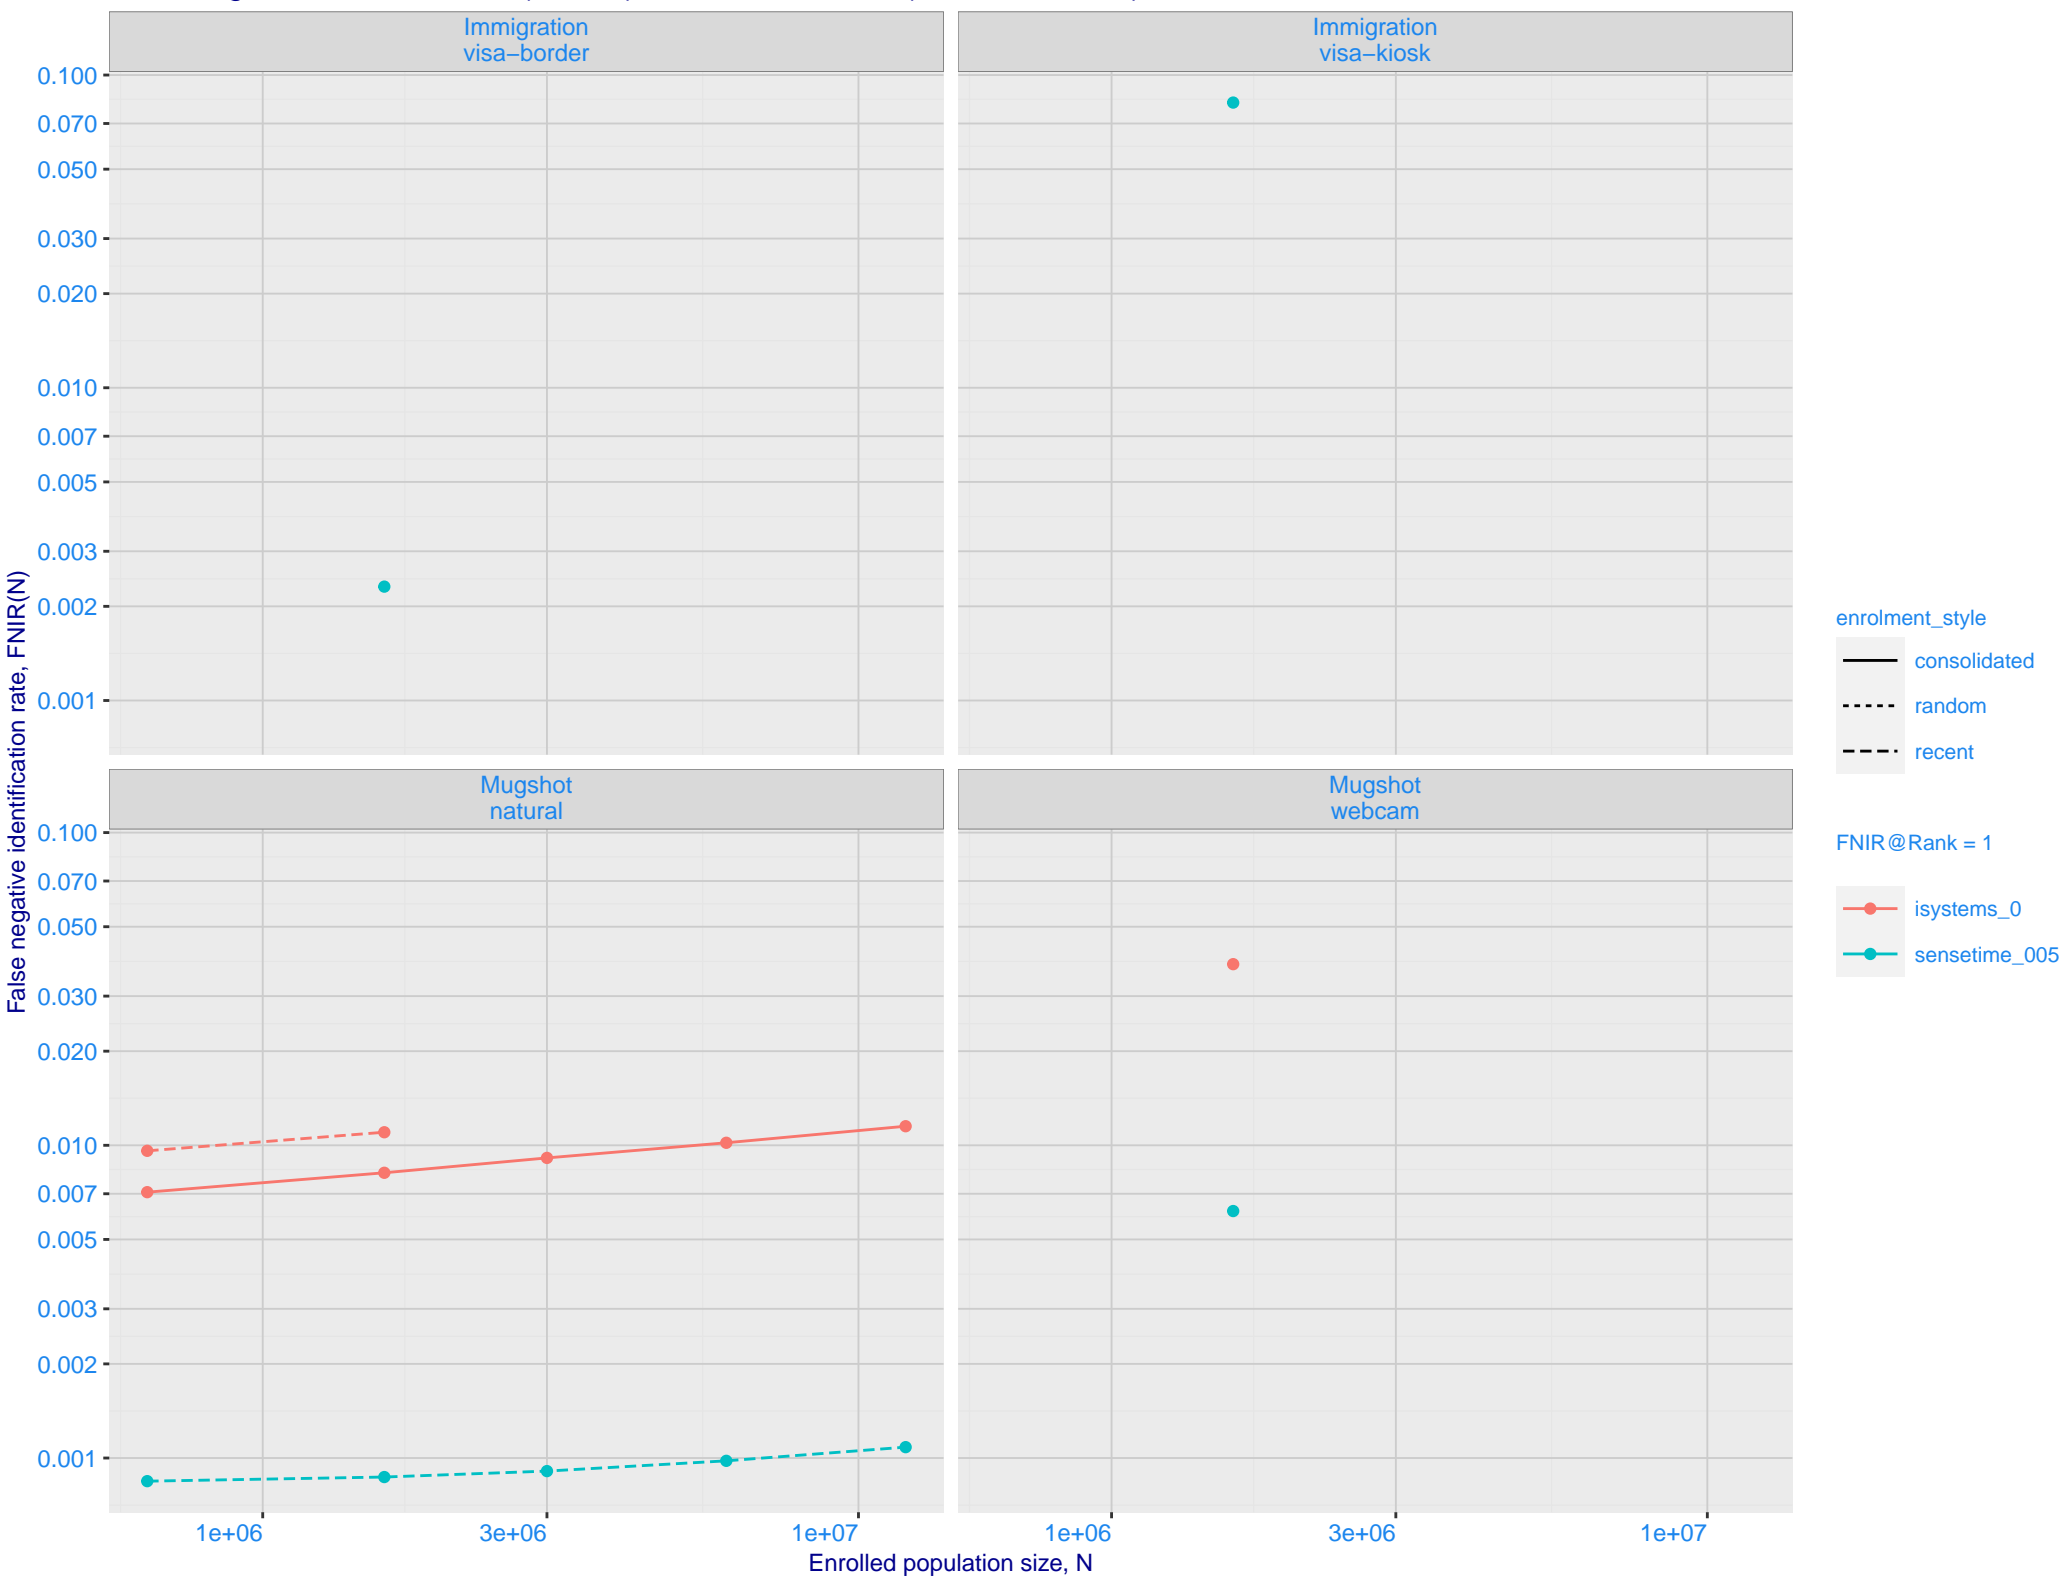 Immigration
visa−border
Immigration
visa−kiosk
0.100
0.070
0.050
0.030
0.020
0.010
0.007
0.005
0.003
0.002
0.001
Mugshot
natural
Mugshot
webcam
0.100
0.070
0.050
0.030
0.020
0.010
0.007
0.005
0.003
0.002
0.001
1e+06
3e+06
1e+07
1e+06
3e+06
1e+07
Enrolled population size, N
False negative identification rate, FNIR(N)
enrolment_style
consolidated
random
recent
FNIR@Rank = 1
isystems_0
sensetime_005